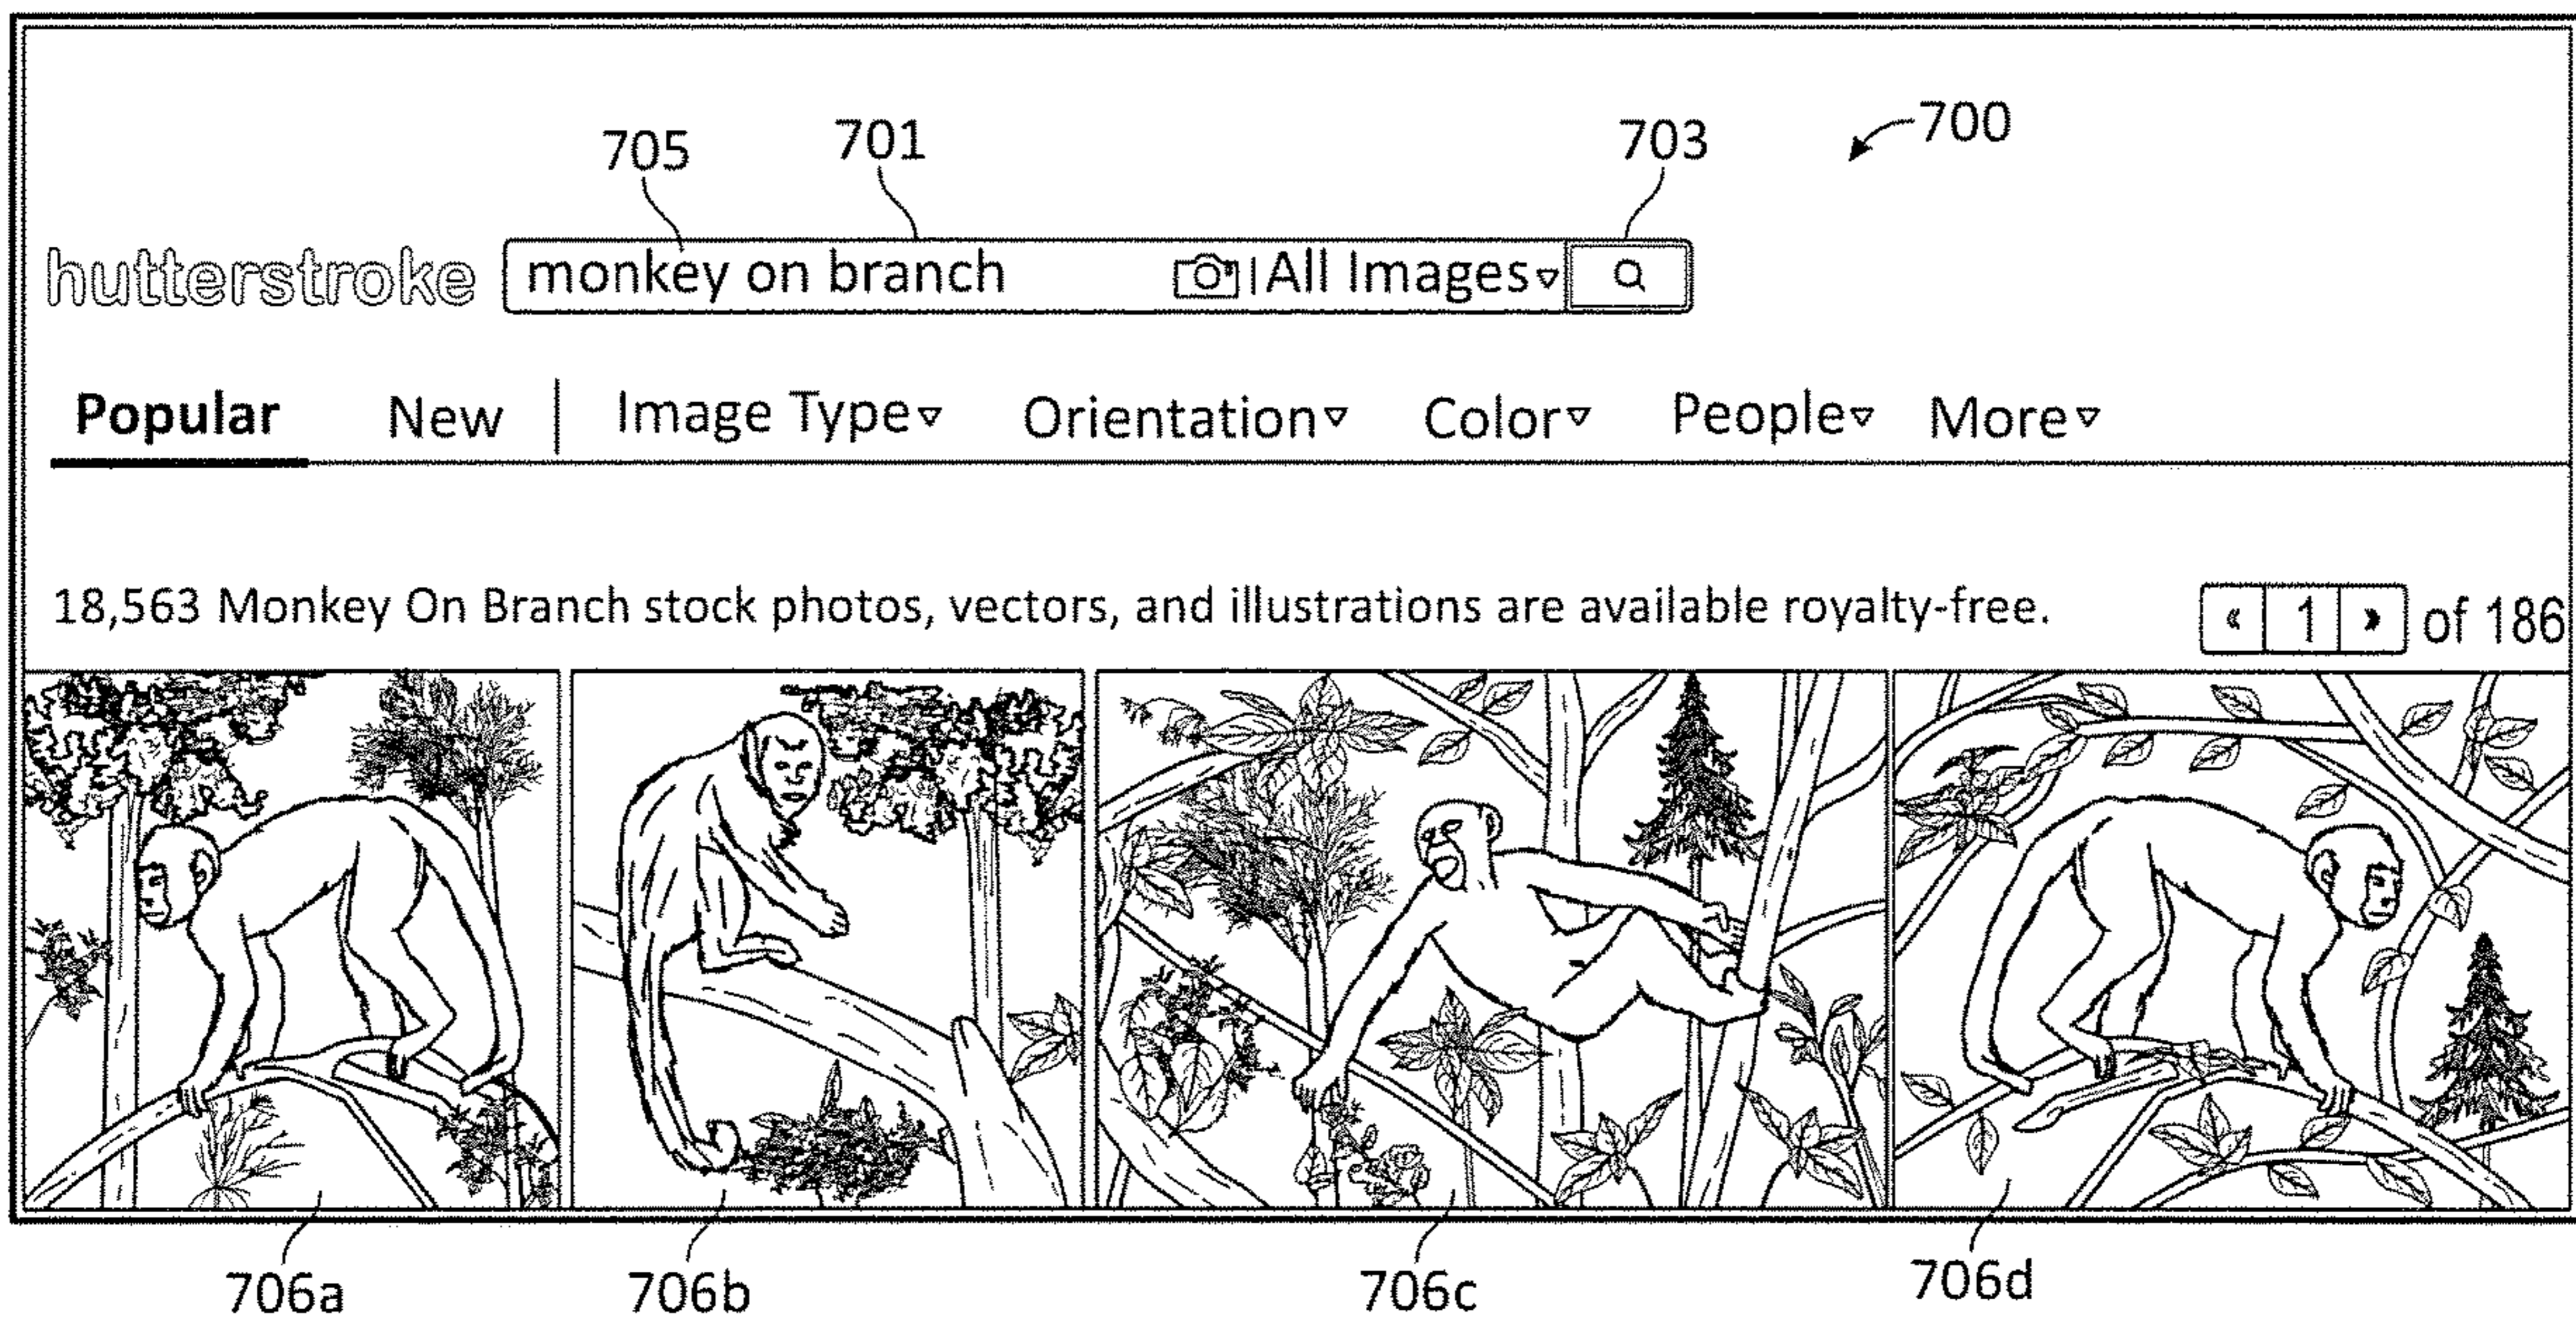 700
705 701 703
hutterstroke monkey on branch | All Images
Popular New | Image Type Orientation Color People More
18,563 Monkey On Branch stock photos, vectors, and illustrations are available royalty-free. « 1 » of 186
706a 706b 706c 706d